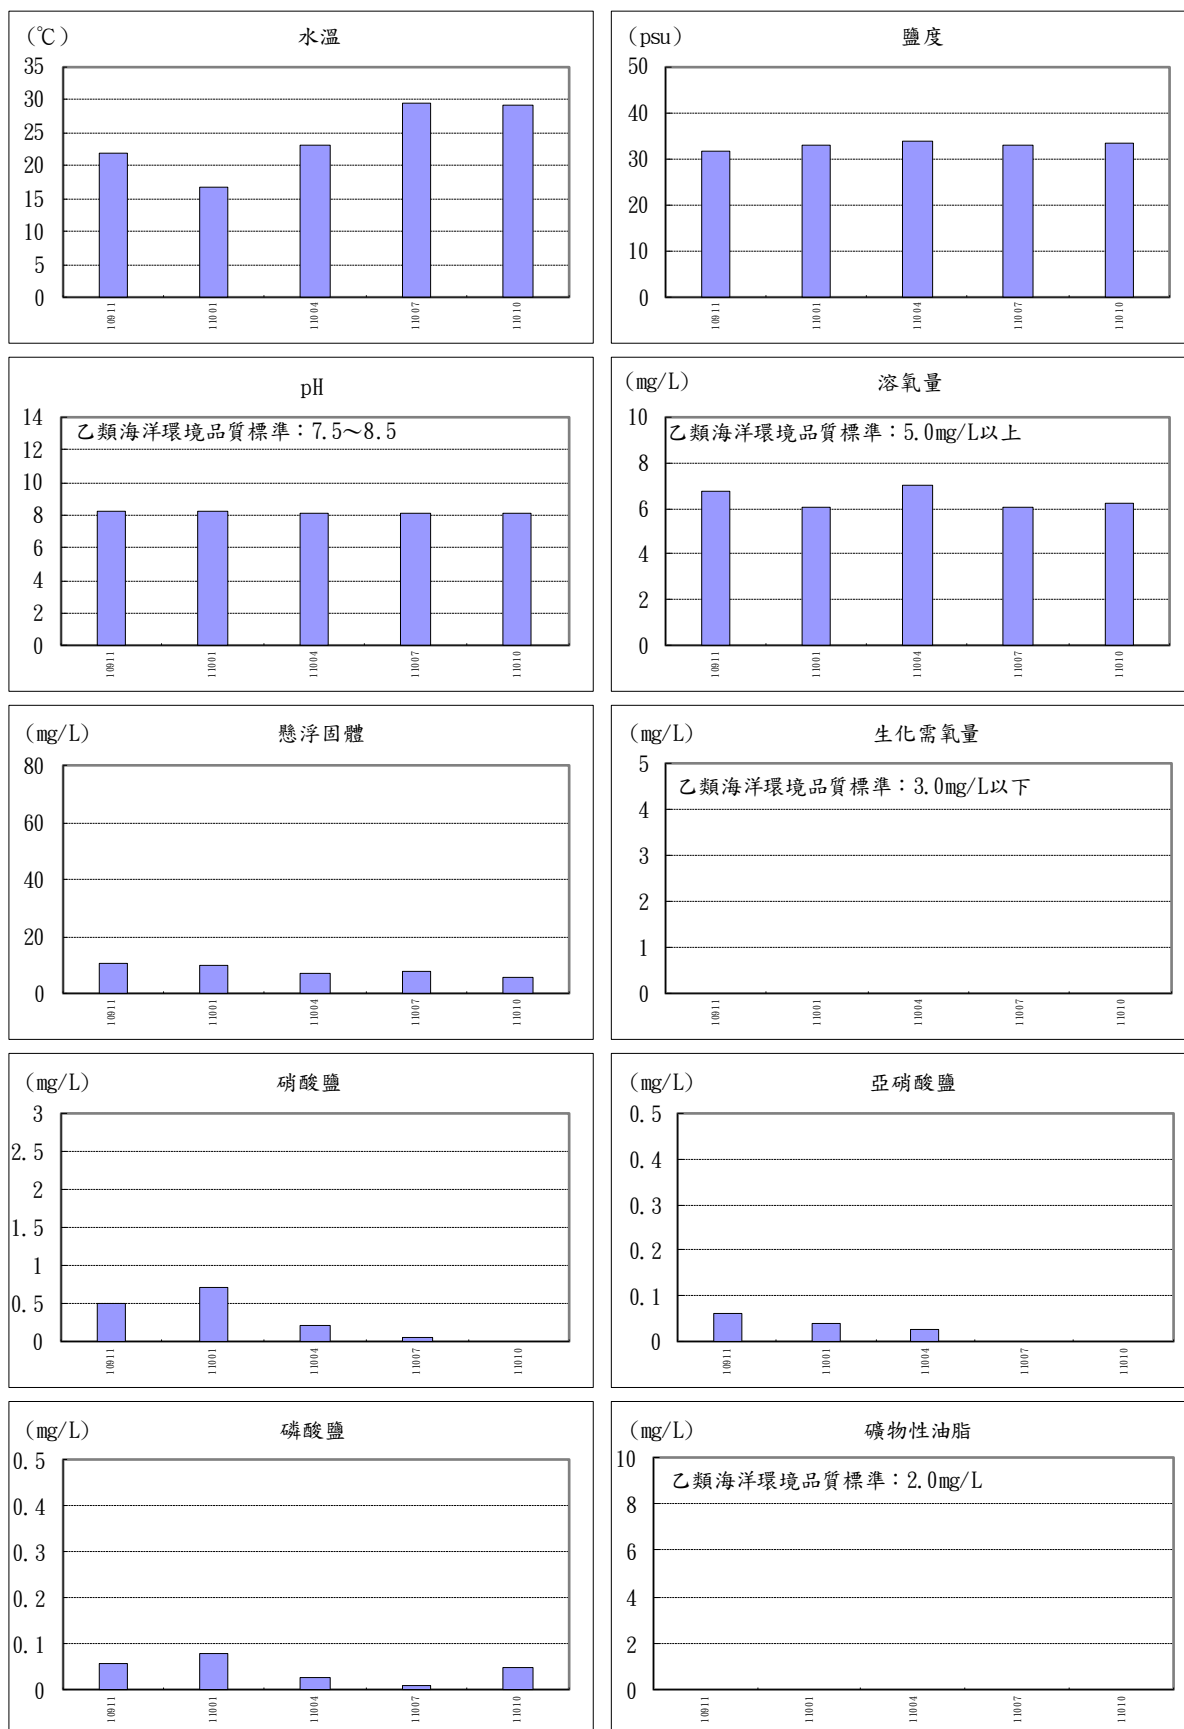 (℃) 水溫
35
30
25
20
15
10
5
0
10911 11001 11004 11007 11010
(psu) 鹽度
50
40
30
20
10
0
10911 11001 11004 11007 11010
pH
14
乙類海洋環境品質標準：7.5～8.5
12
10
8
6
4
2
0
10911 11001 11004 11007 11010
(mg/L) 溶氧量
10
乙類海洋環境品質標準：5.0mg/L以上
8
6
4
2
0
10911 11001 11004 11007 11010
(mg/L) 懸浮固體
80
60
40
20
0
10911 11001 11004 11007 11010
(mg/L) 生化需氧量
5
乙類海洋環境品質標準：3.0mg/L以下
4
3
2
1
0
10911 11001 11004 11007 11010
(mg/L) 硝酸鹽
3
2.5
2
1.5
1
0.5
0
10911 11001 11004 11007 11010
(mg/L) 亞硝酸鹽
0.5
0.4
0.3
0.2
0.1
0
10911 11001 11004 11007 11010
(mg/L) 磷酸鹽
0.5
0.4
0.3
0.2
0.1
0
10911 11001 11004 11007 11010
(mg/L) 礦物性油脂
10
乙類海洋環境品質標準：2.0mg/L
8
6
4
2
0
10911 11001 11004 11007 11010